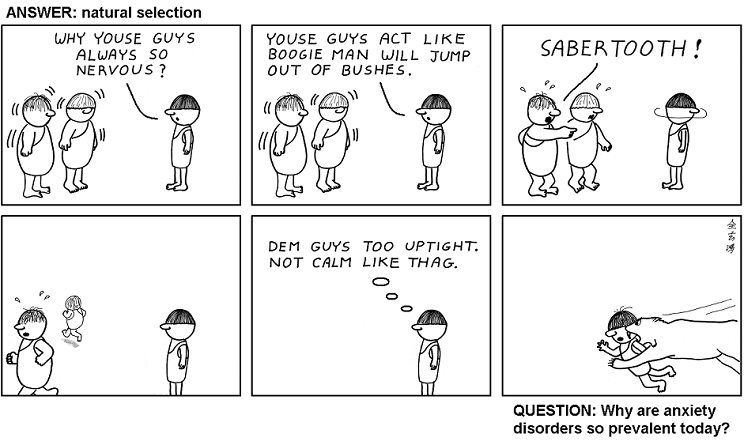 ANSWER: natural selection
WHY YOUSE GUYS
ALWAYS SO
NERVOUS?
YOUSE GUYS ACT LIKE
BOOGIE MAN WILL JUMP
OUT OF BUSHES.
SABERTOOTH!
DEM GUYS TOO UPTIGHT.
NOT CALM LIKE THAG.
QUESTION: Why are anxiety
disorders so prevalent today?